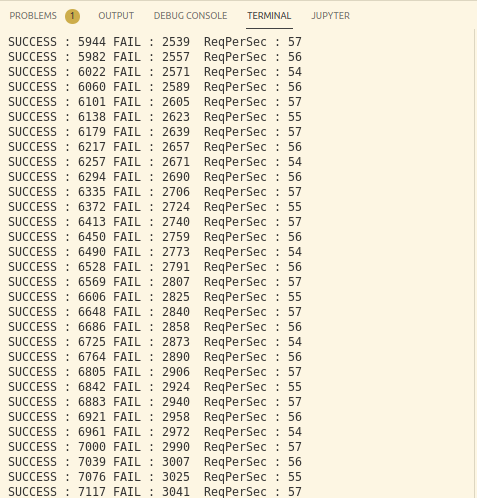 PROBLEMS 1 OUTPUT DEBUG CONSOLE TERMINAL JUPYTER
SUCCESS : 5944 FAIL : 2539 ReqPerSec : 57
SUCCESS : 5982 FAIL : 2557 ReqPerSec : 56
SUCCESS : 6022 FAIL : 2571 ReqPerSec : 54
SUCCESS : 6060 FAIL : 2589 ReqPerSec : 56
SUCCESS : 6101 FAIL : 2605 ReqPerSec : 57
SUCCESS : 6138 FAIL : 2623 ReqPerSec : 55
SUCCESS : 6179 FAIL : 2639 ReqPerSec : 57
SUCCESS : 6217 FAIL : 2657 ReqPerSec : 56
SUCCESS : 6257 FAIL : 2671 ReqPerSec : 54
SUCCESS : 6294 FAIL : 2690 ReqPerSec : 56
SUCCESS : 6335 FAIL : 2706 ReqPerSec : 57
SUCCESS : 6372 FAIL : 2724 ReqPerSec : 55
SUCCESS : 6413 FAIL : 2740 ReqPerSec : 57
SUCCESS : 6450 FAIL : 2759 ReqPerSec : 56
SUCCESS : 6490 FAIL : 2773 ReqPerSec : 54
SUCCESS : 6528 FAIL : 2791 ReqPerSec : 56
SUCCESS : 6569 FAIL : 2807 ReqPerSec : 57
SUCCESS : 6606 FAIL : 2825 ReqPerSec : 55
SUCCESS : 6648 FAIL : 2840 ReqPerSec : 57
SUCCESS : 6686 FAIL : 2858 ReqPerSec : 56
SUCCESS : 6725 FAIL : 2873 ReqPerSec : 54
SUCCESS : 6764 FAIL : 2890 ReqPerSec : 56
SUCCESS : 6805 FAIL : 2906 ReqPerSec : 57
SUCCESS : 6842 FAIL : 2924 ReqPerSec : 55
SUCCESS : 6883 FAIL : 2940 ReqPerSec : 57
SUCCESS : 6921 FAIL : 2958 ReqPerSec : 56
SUCCESS : 6961 FAIL : 2972 ReqPerSec : 54
SUCCESS : 7000 FAIL : 2990 ReqPerSec : 57
SUCCESS : 7039 FAIL : 3007 ReqPerSec : 56
SUCCESS : 7076 FAIL : 3025 ReqPerSec : 55
SUCCESS : 7117 FAIL : 3041 ReqPerSec : 57